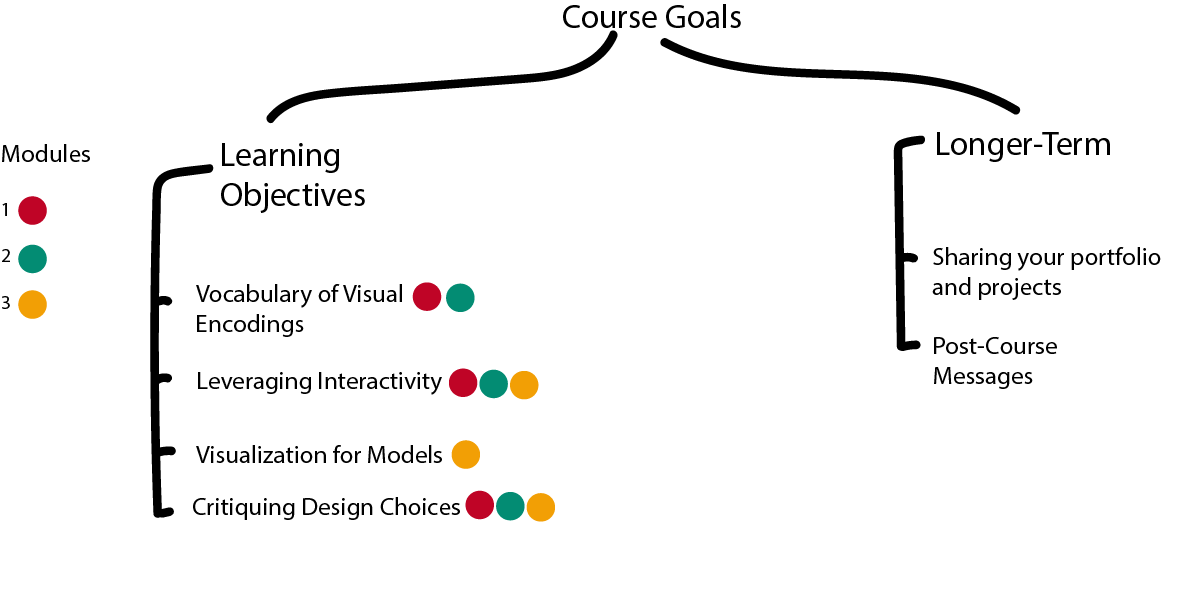 Course Goals
Modules
1
2
3
Learning
Objectives
Vocabulary of Visual
Encodings
Leveraging Interactivity
Visualization for Models
Critiquing Design Choices
Longer-Term
Sharing your portfolio
and projects
Post-Course
Messages